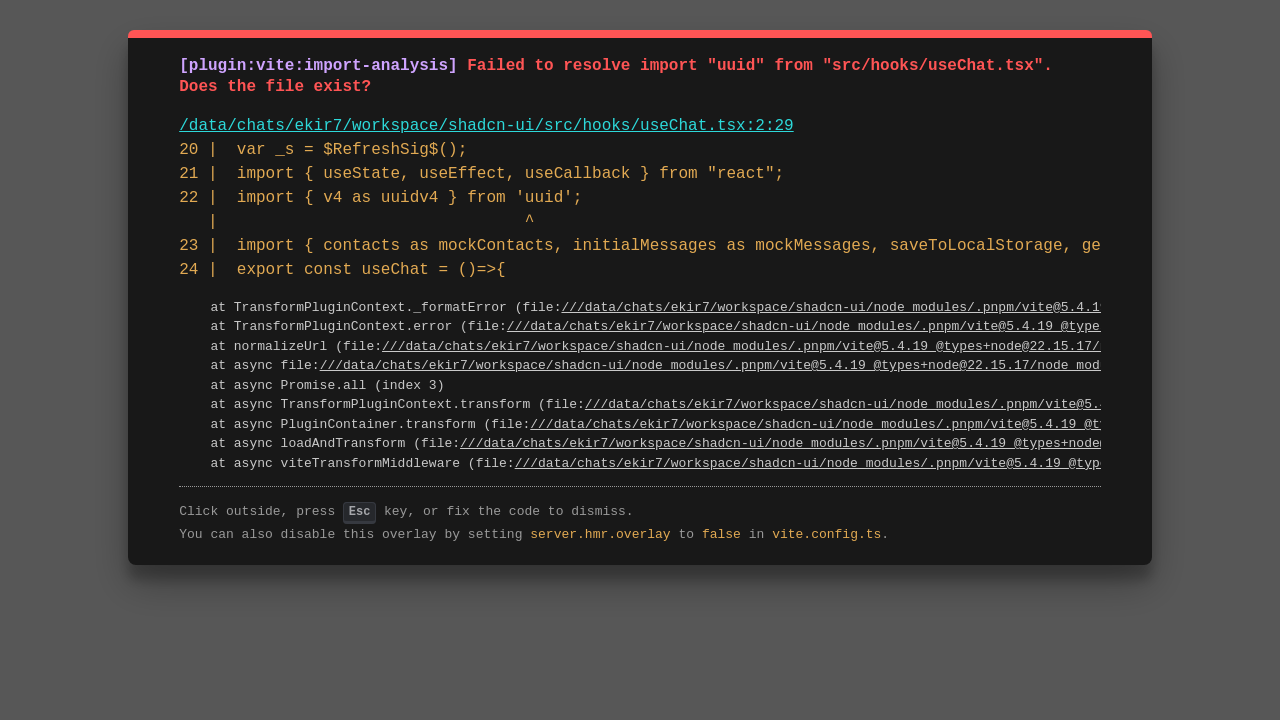 [plugin:vite:import-analysis] Failed to resolve import "uuid" from "src/hooks/useChat.tsx".
Does the file exist?
/data/chats/ekir7/workspace/shadcn-ui/src/hooks/useChat.tsx:2:29
20 |  var _s = $RefreshSig$();
21 |  import { useState, useEffect, useCallback } from "react";
22 |  import { v4 as uuidv4 } from 'uuid';
   |                                ^
23 |  import { contacts as mockContacts, initialMessages as mockMessages, saveToLocalStorage, ge
24 |  export const useChat = ()=>{
at TransformPluginContext._formatError (file:///data/chats/ekir7/workspace/shadcn-ui/node_modules/.pnpm/vite@5.4.19
at TransformPluginContext.error (file:///data/chats/ekir7/workspace/shadcn-ui/node_modules/.pnpm/vite@5.4.19_@type
at normalizeUrl (file:///data/chats/ekir7/workspace/shadcn-ui/node_modules/.pnpm/vite@5.4.19_@types+node@22.15.17/
at async file:///data/chats/ekir7/workspace/shadcn-ui/node_modules/.pnpm/vite@5.4.19_@types+node@22.15.17/node_mod
at async Promise.all (index 3)
at async TransformPluginContext.transform (file:///data/chats/ekir7/workspace/shadcn-ui/node_modules/.pnpm/vite@5.
at async PluginContainer.transform (file:///data/chats/ekir7/workspace/shadcn-ui/node_modules/.pnpm/vite@5.4.19_@ty
at async loadAndTransform (file:///data/chats/ekir7/workspace/shadcn-ui/node_modules/.pnpm/vite@5.4.19_@types+node@
at async viteTransformMiddleware (file:///data/chats/ekir7/workspace/shadcn-ui/node_modules/.pnpm/vite@5.4.19_@type
Click outside, press Esc key, or fix the code to dismiss.
You can also disable this overlay by setting server.hmr.overlay to false in vite.config.ts.